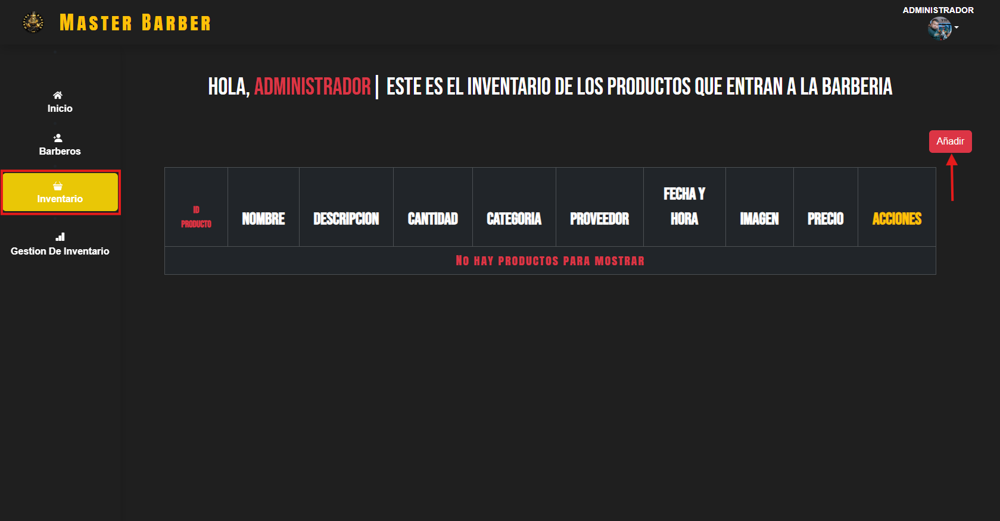 MASTER BARBER
ADMINISTRADOR
Inicio
Barberos
Inventario
Gestion De Inventario
HOLA, ADMINISTRADOR| ESTE ES EL INVENTARIO DE LOS PRODUCTOS QUE ENTRAN A LA BARBERIA
Añadir
ID PRODUCTO NOMBRE DESCRIPCION CANTIDAD CATEGORIA PROVEEDOR FECHA Y HORA IMAGEN PRECIO ACCIONES
NO HAY PRODUCTOS PARA MOSTRAR